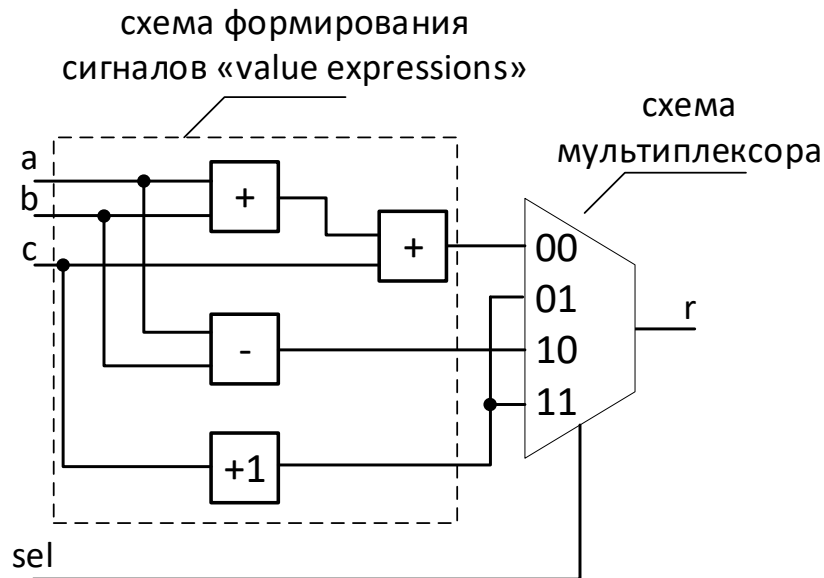 схема формирования
сигналов «value expressions»
схема
мультиплексора
a
b
c
+
+
-
+1
00
01
10
11
r
sel